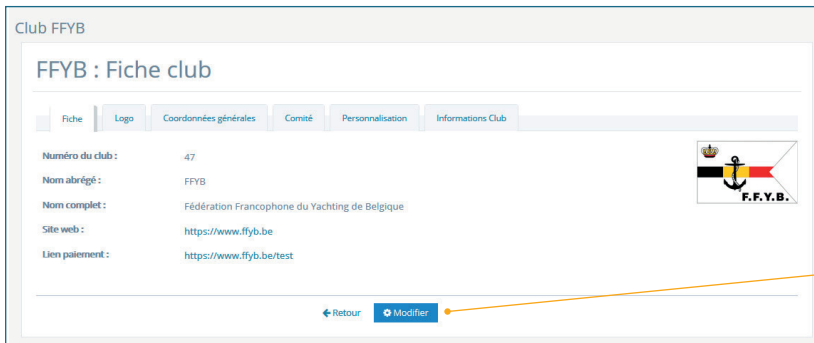 Club FFYB
FFYB : Fiche club
Fiche Logo Coordonnées générales Comité Personnalisation Informations Club
Numéro du club : 47
Nom abrégé : FFYB
Nom complet : Fédération Francophone du Yachting de Belgique
Site web : https://www.ffyb.be
Lien paiement : https://www.ffyb.be/test
F.F.Y.B.
Retour Modifier